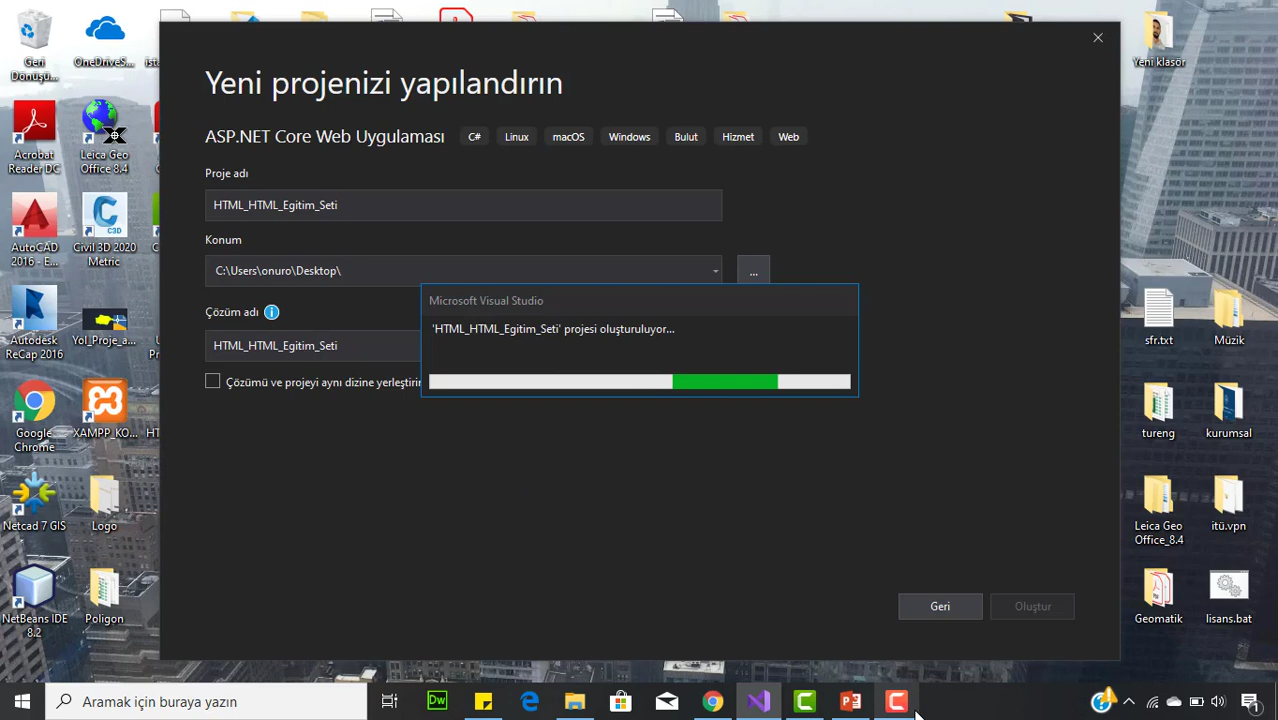 Geri
Dönüşü...
OneDriveS...
ist
Yeni klasör
Acrobat
Reader DC
Leica Geo
Office 8.4
AutoCAD
2016 - E...
Civil 3D 2020
Metric
Autodesk
ReCap 2016
Yol_Proje_a...
Google
Chrome
XAMPP_KO...
Netcad 7 GIS
Logo
NetBeans IDE
8.2
Poligon
Yeni projenizi yapılandırın
ASP.NET Core Web Uygulaması
C#
Linux
macOS
Windows
Bulut
Hizmet
Web
Proje adı
HTML_HTML_Egitim_Seti
Konum
C:\Users\onuro\Desktop\
...
Çözüm adı
HTML_HTML_Egitim_Seti
Çözümü ve projeyi aynı dizine yerleştirin
Microsoft Visual Studio
'HTML_HTML_Egitim_Seti' projesi oluşturuluyor...
Geri
Oluştur
sfr.txt
Müzik
tureng
kurumsal
Leica Geo
Office_8.4
itü.vpn
Geomatik
lisans.bat
Aramak için buraya yazın
Dw
1